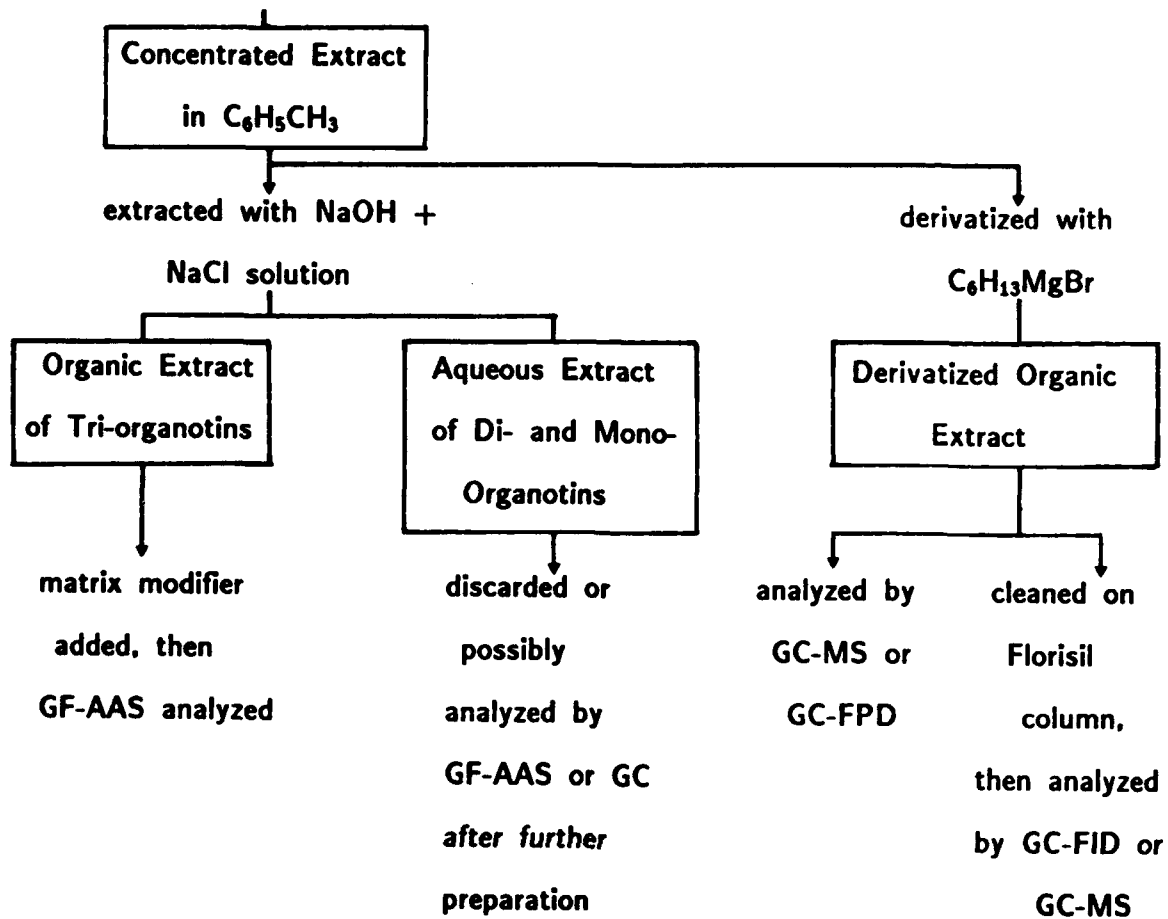 Concentrated Extract
in C₆H₅CH₃
extracted with NaOH +
NaCl solution
derivatized with
C₆H₁₃MgBr
Organic Extract
of Tri-organotins
Aqueous Extract
of Di- and Mono-
Organotins
Derivatized Organic
Extract
matrix modifier
added, then
GF-AAS analyzed
discarded or
possibly
analyzed by
GF-AAS or GC
after further
preparation
analyzed by
GC-MS or
GC-FPD
cleaned on
Florisil
column,
then analyzed
by GC-FID or
GC-MS